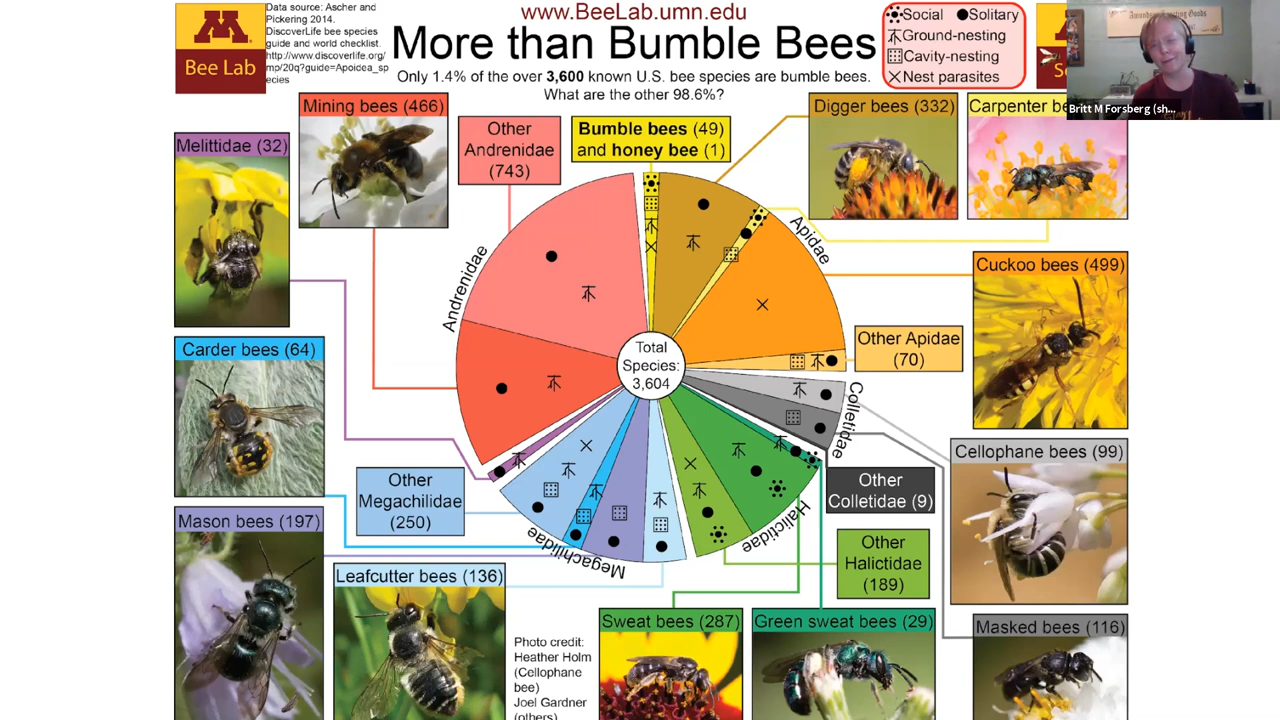 Data source: Ascher and
Pickering 2014.
DiscoverLife bee species
guide and world checklist.
http://www.discoverlife.org/
mp/20q?guide=Apoidea_sp
ecies
M
Bee Lab
www.BeeLab.umn.edu
More than Bumble Bees
Only 1.4% of the over 3,600 known U.S. bee species are bumble bees.
What are the other 98.6%?
Social Solitary
Ground-nesting
Cavity-nesting
Nest parasites
Britt M Forsberg (sh...
Mining bees (466)
Other
Andrenidae
(743)
Bumble bees (49)
and honey bee (1)
Digger bees (332)
Carpenter
Melittidae (32)
Andrenidae
Apidae
Cuckoo bees (499)
Total
Species:
3,604
Other Apidae
(70)
Carder bees (64)
Colletidae
Cellophane bees (99)
Other
Megachilidae
(250)
Other
Colletidae (9)
Mason bees (197)
Megachilidae
Halictidae
Other
Halictidae
(189)
Leafcutter bees (136)
Photo credit:
Heather Holm
(Cellophane
bee)
Joel Gardner
(others)
Sweat bees (287)
Green sweat bees (29)
Masked bees (116)